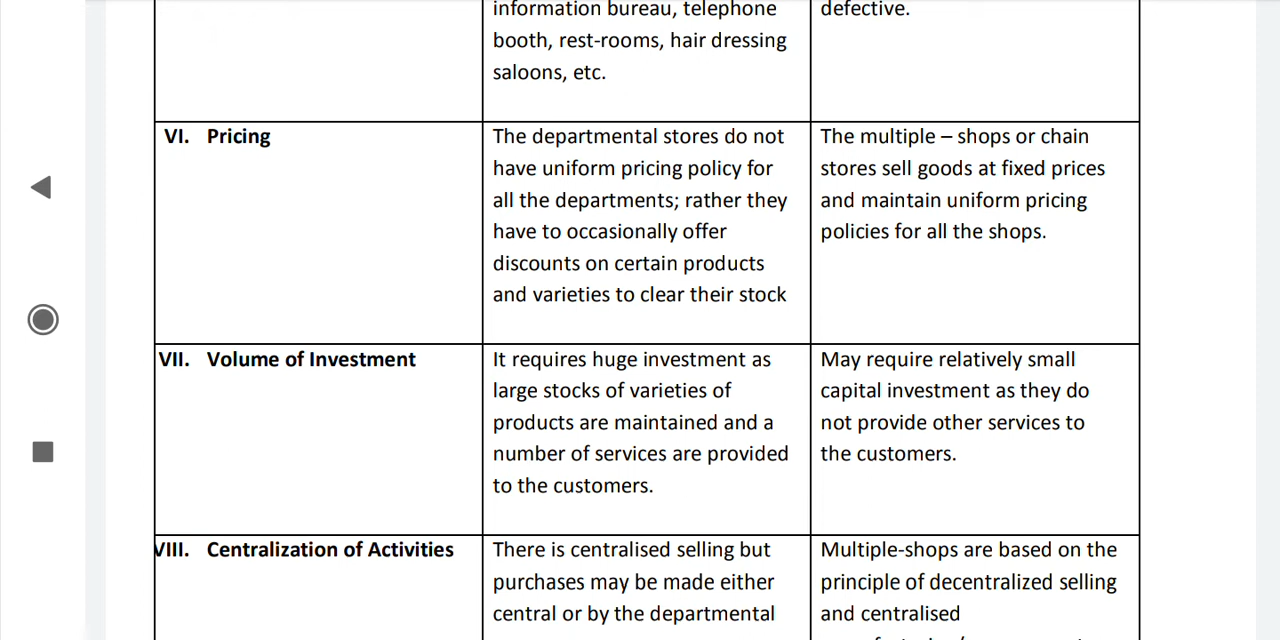 information bureau, telephone
booth, rest-rooms, hair dressing
saloons, etc.
defective.
VI. Pricing
The departmental stores do not
have uniform pricing policy for
all the departments; rather they
have to occasionally offer
discounts on certain products
and varieties to clear their stock
The multiple – shops or chain
stores sell goods at fixed prices
and maintain uniform pricing
policies for all the shops.
VII. Volume of Investment
It requires huge investment as
large stocks of varieties of
products are maintained and a
number of services are provided
to the customers.
May require relatively small
capital investment as they do
not provide other services to
the customers.
VIII. Centralization of Activities
There is centralised selling but
purchases may be made either
central or by the departmental
Multiple-shops are based on the
principle of decentralized selling
and centralised